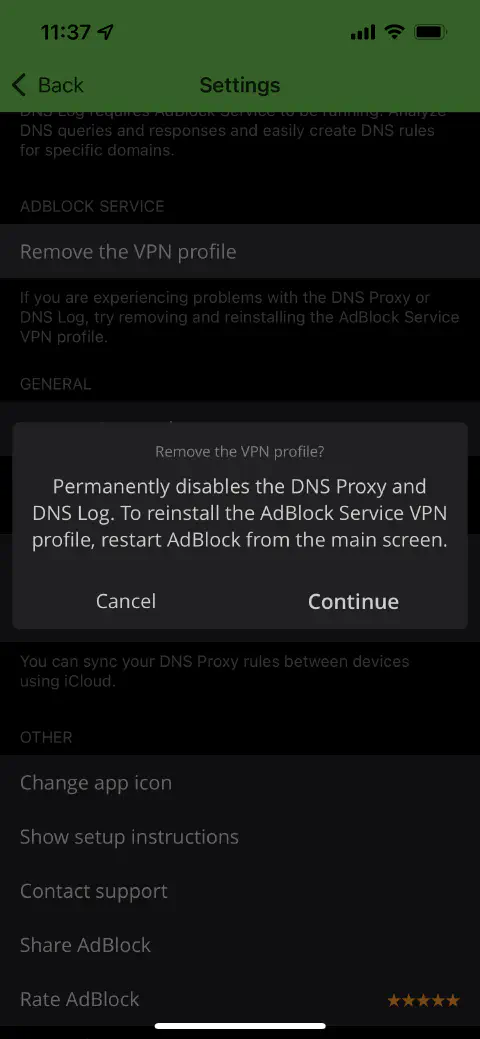 11:37
Back
Settings
DNS Log requires AdBlock Service to be running. Analyze
DNS queries and responses and easily create DNS rules
for specific domains.
ADBLOCK SERVICE
Remove the VPN profile
If you are experiencing problems with the DNS Proxy or
DNS Log, try removing and reinstalling the AdBlock Service
VPN profile.
GENERAL
Remove the VPN profile?
Permanently disables the DNS Proxy and
DNS Log. To reinstall the AdBlock Service VPN
profile, restart AdBlock from the main screen.
Cancel
Continue
You can sync your DNS Proxy rules between devices
using iCloud.
OTHER
Change app icon
Show setup instructions
Contact support
Share AdBlock
Rate AdBlock